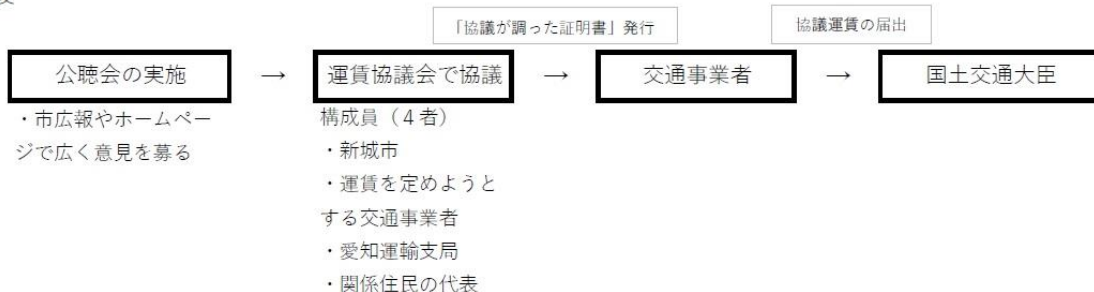 「協議が調った証明書」発行
協議運賃の届出
公聴会の実施
→
運賃協議会で協議
→
交通事業者
→
国土交通大臣
・市広報やホームペー
ジで広く意見を募る
構成員（４者）
・新城市
・運賃を定めようと
する交通事業者
・愛知運輸支局
・関係住民の代表